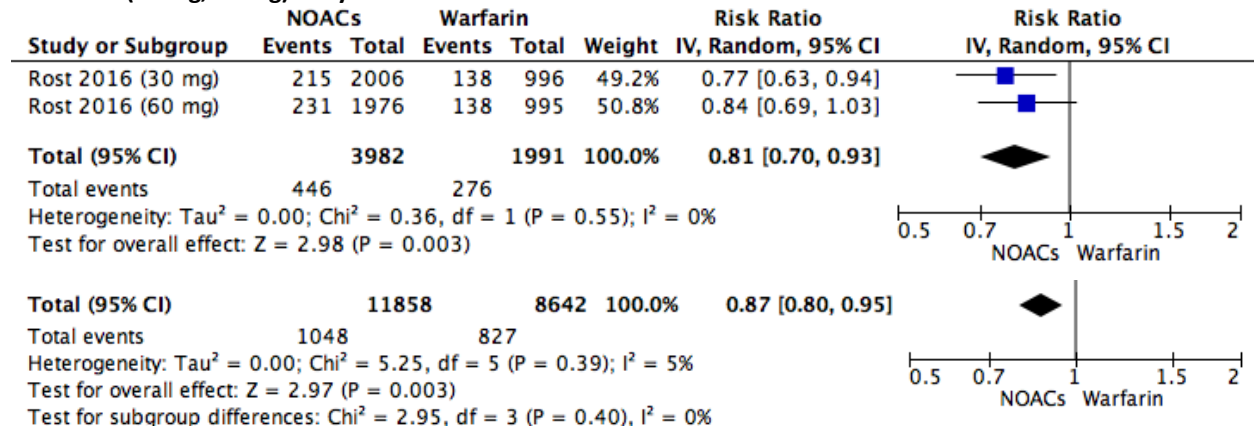 NOACs Warfarin Risk Ratio Risk Ratio
Study or Subgroup Events Total Events Total Weight IV, Random, 95% CI IV, Random, 95% CI
Rost 2016 (30 mg) 215 2006 138 996 49.2% 0.77 [0.63, 0.94]
Rost 2016 (60 mg) 231 1976 138 995 50.8% 0.84 [0.69, 1.03]
Total (95% CI) 3982 1991 100.0% 0.81 [0.70, 0.93]
Total events 446 276
Heterogeneity: Tau² = 0.00; Chi² = 0.36, df = 1 (P = 0.55); I² = 0%
Test for overall effect: Z = 2.98 (P = 0.003)
0.5 0.7 1 1.5 2
NOACs Warfarin
Total (95% CI) 11858 8642 100.0% 0.87 [0.80, 0.95]
Total events 1048 827
Heterogeneity: Tau² = 0.00; Chi² = 5.25, df = 5 (P = 0.39); I² = 5%
Test for overall effect: Z = 2.97 (P = 0.003)
Test for subgroup differences: Chi² = 2.95, df = 3 (P = 0.40), I² = 0%
0.5 0.7 1 1.5 2
NOACs Warfarin